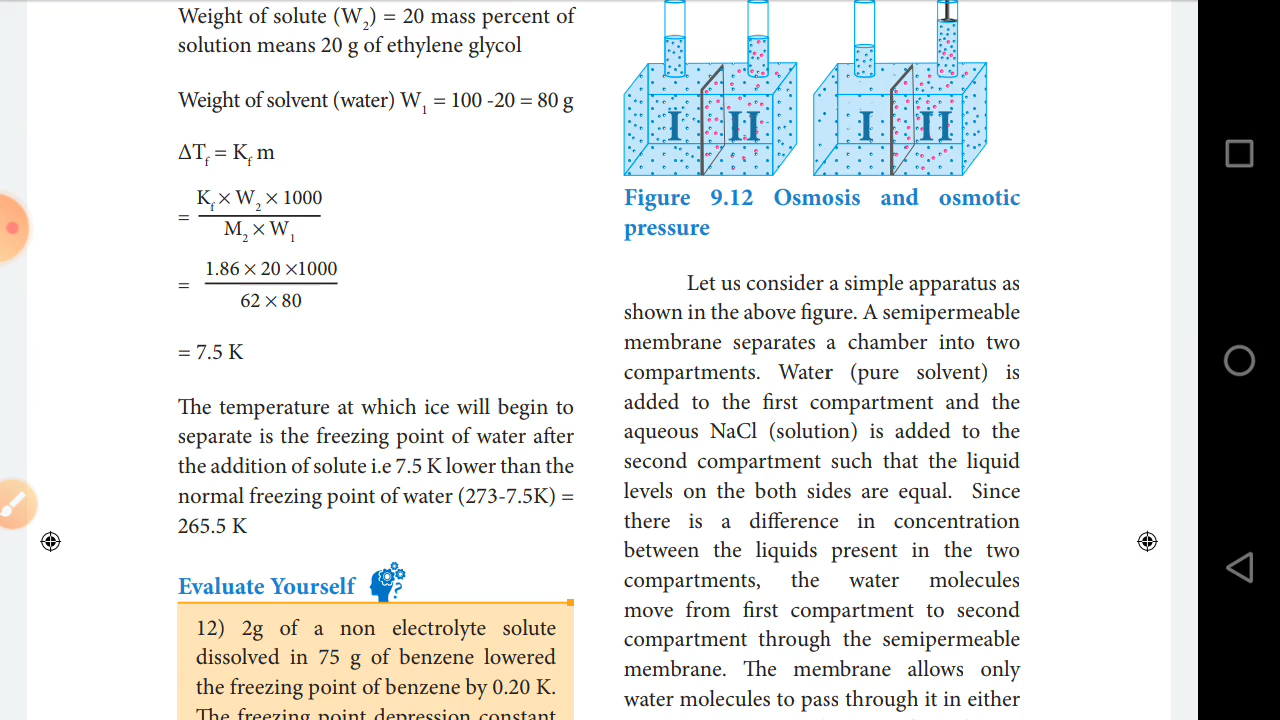 Weight of solute (W₂) = 20 mass percent of
solution means 20 g of ethylene glycol
Weight of solvent (water) W₁ = 100 -20 = 80 g
ΔT_f = K_f m
= K_f × W₂ × 1000
M₂ × W₁
= 1.86 × 20 ×1000
62 × 80
= 7.5 K
The temperature at which ice will begin to
separate is the freezing point of water after
the addition of solute i.e 7.5 K lower than the
normal freezing point of water (273-7.5K) =
265.5 K
Evaluate Yourself
?
12) 2g of a non electrolyte solute
dissolved in 75 g of benzene lowered
the freezing point of benzene by 0.20 K.
The freezing point depression constant
I II I II
Figure 9.12 Osmosis and osmotic
pressure
Let us consider a simple apparatus as
shown in the above figure. A semipermeable
membrane separates a chamber into two
compartments. Water (pure solvent) is
added to the first compartment and the
aqueous NaCl (solution) is added to the
second compartment such that the liquid
levels on the both sides are equal. Since
there is a difference in concentration
between the liquids present in the two
compartments, the water molecules
move from first compartment to second
compartment through the semipermeable
membrane. The membrane allows only
water molecules to pass through it in either